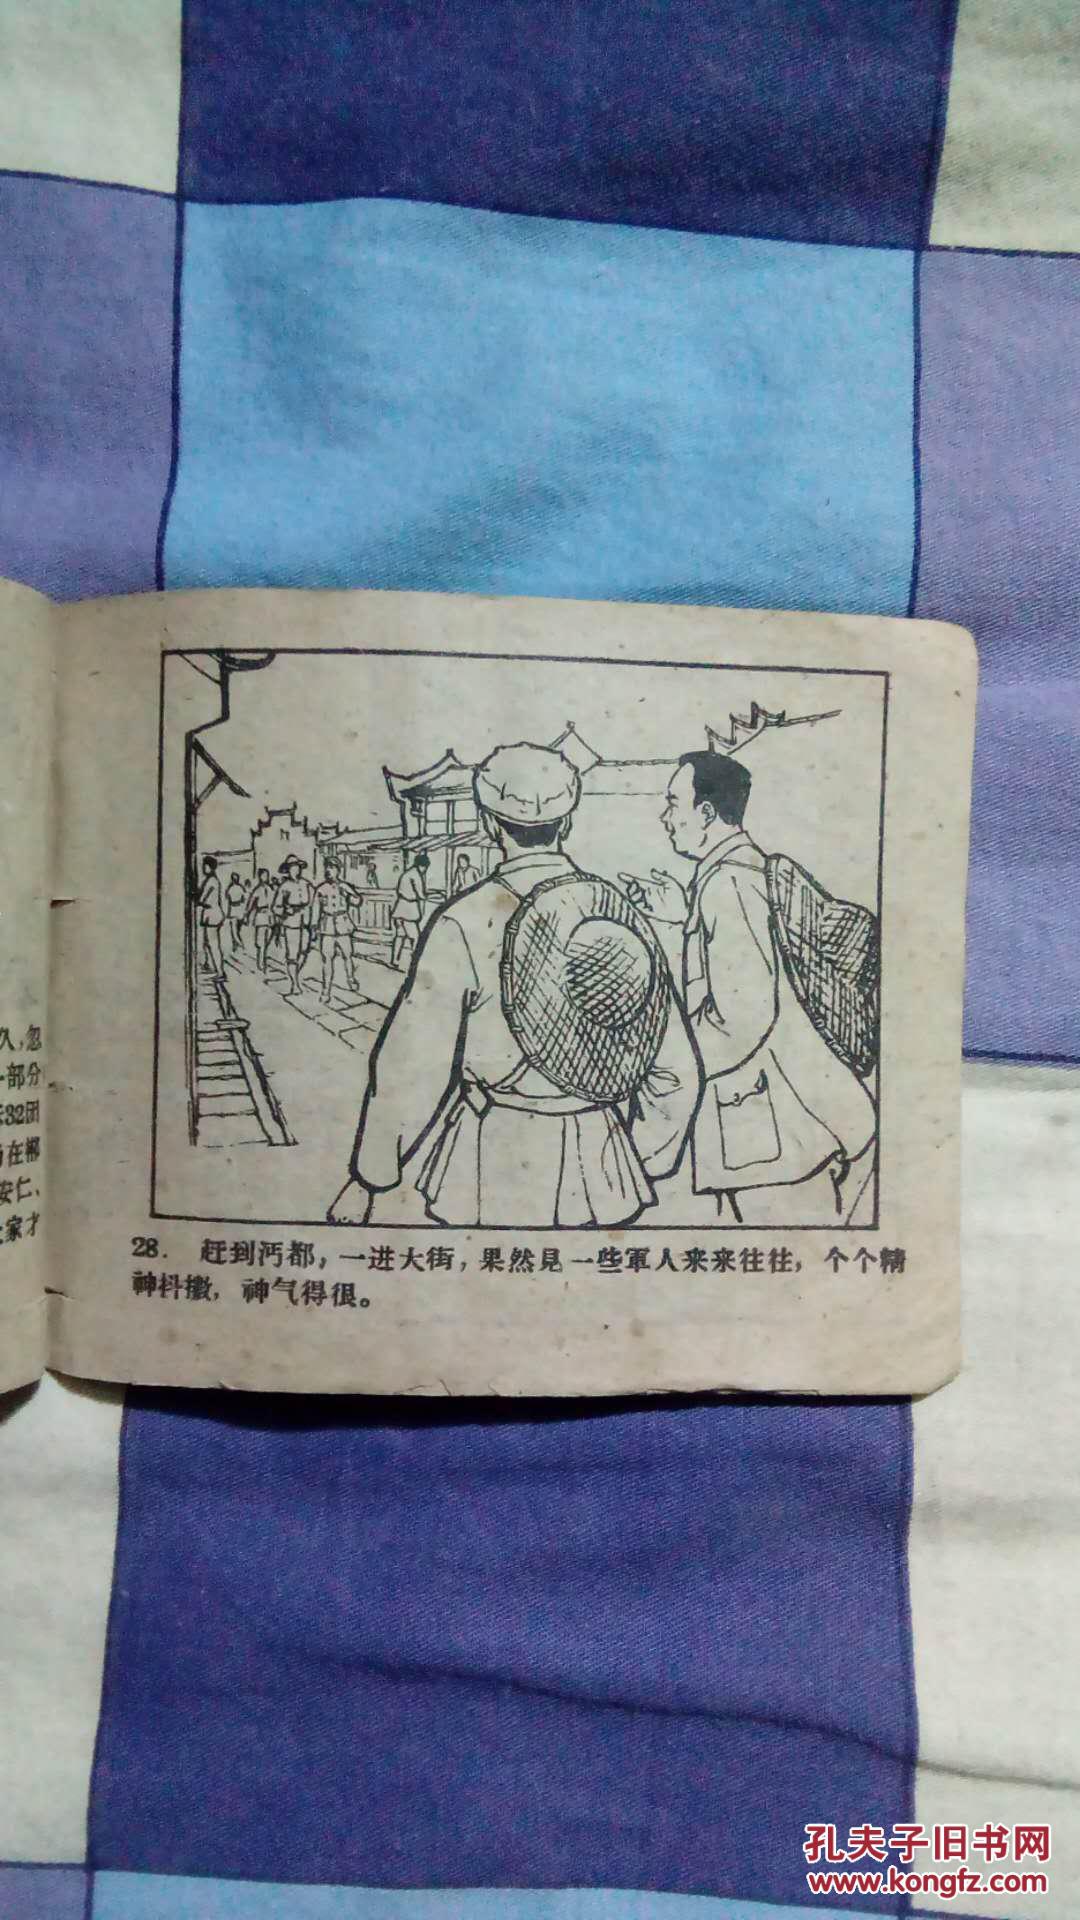 久，忽
部分
32团
在郴
安仁、
家才
28. 赶到沔都，一进大街，果然見一些軍人来来往往，个个精
神抖擞，神气得很。
孔夫子旧书网
www.kongfz.com